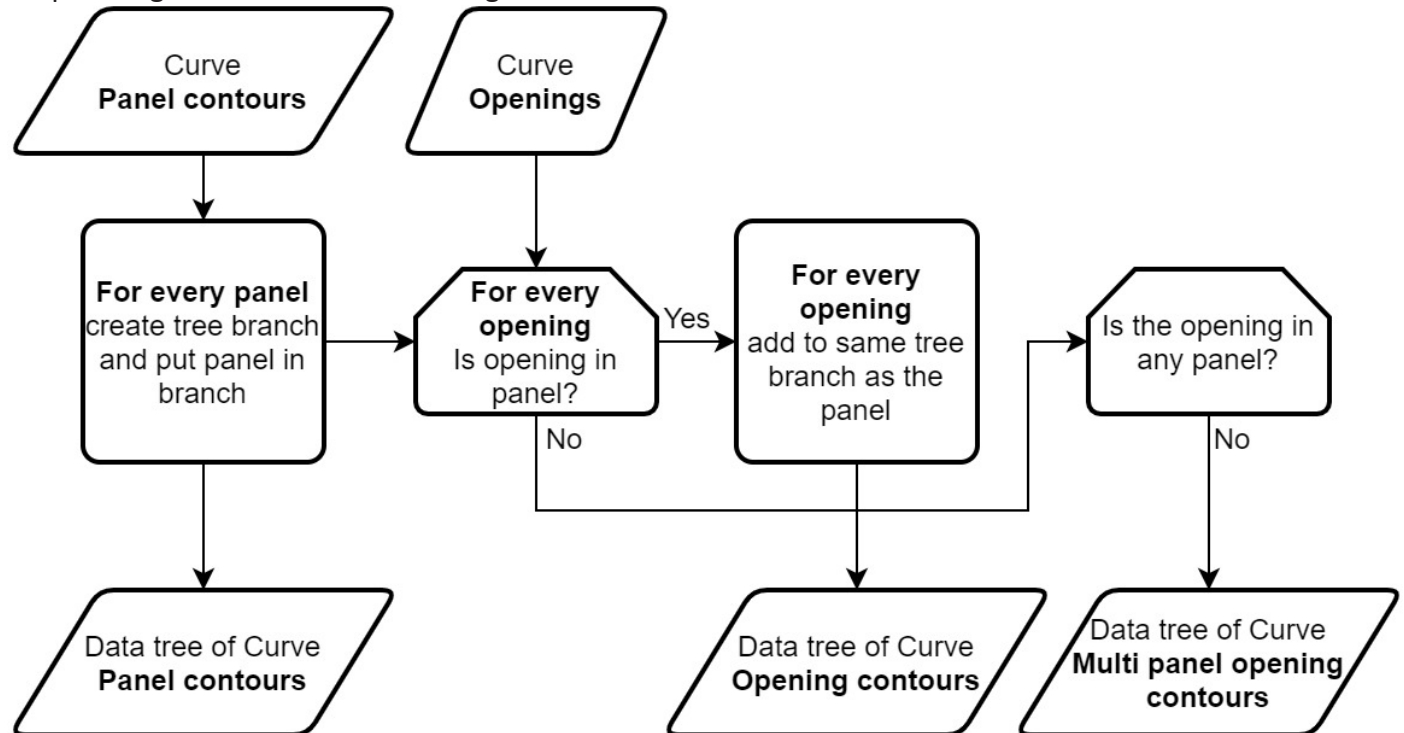 Curve
Panel contours
Curve
Openings
For every panel
create tree branch
and put panel in
branch
For every
opening
Is opening in
panel?
Yes
No
For every
opening
add to same tree
branch as the
panel
Is the opening in
any panel?
No
Data tree of Curve
Panel contours
Data tree of Curve
Opening contours
Data tree of Curve
Multi panel opening
contours